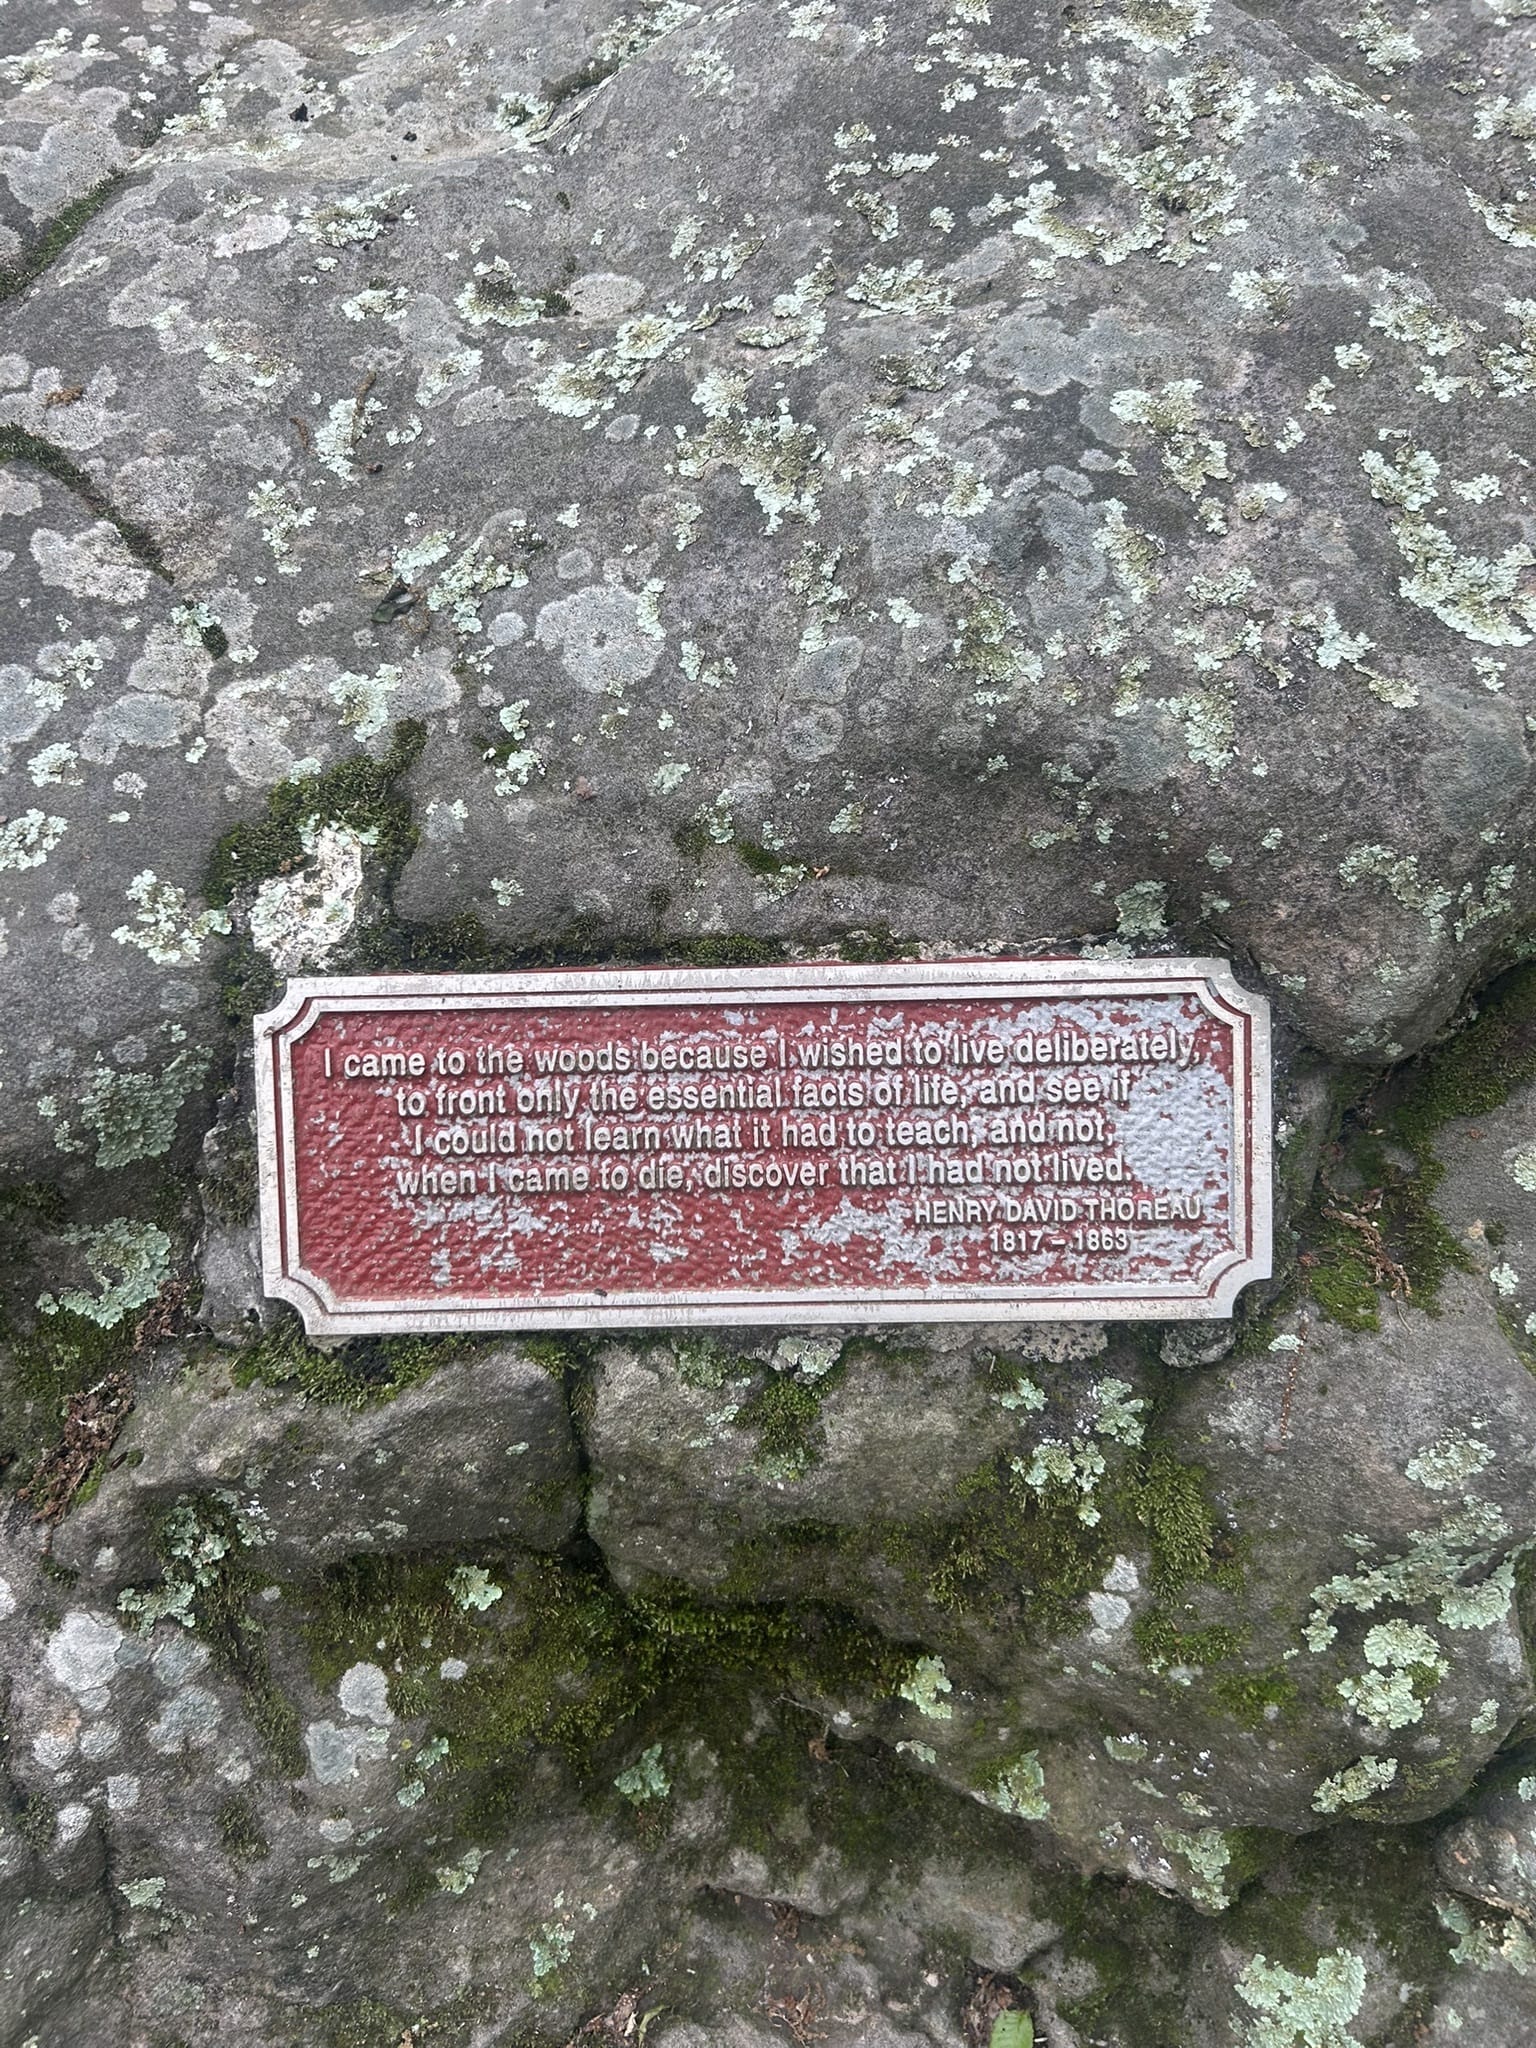 I came to the woods because I wished to live deliberately,
to front only the essential facts of life, and see if
I could not learn what it had to teach, and not,
when I came to die, discover that I had not lived.
HENRY DAVID THOREAU
1817 – 1863